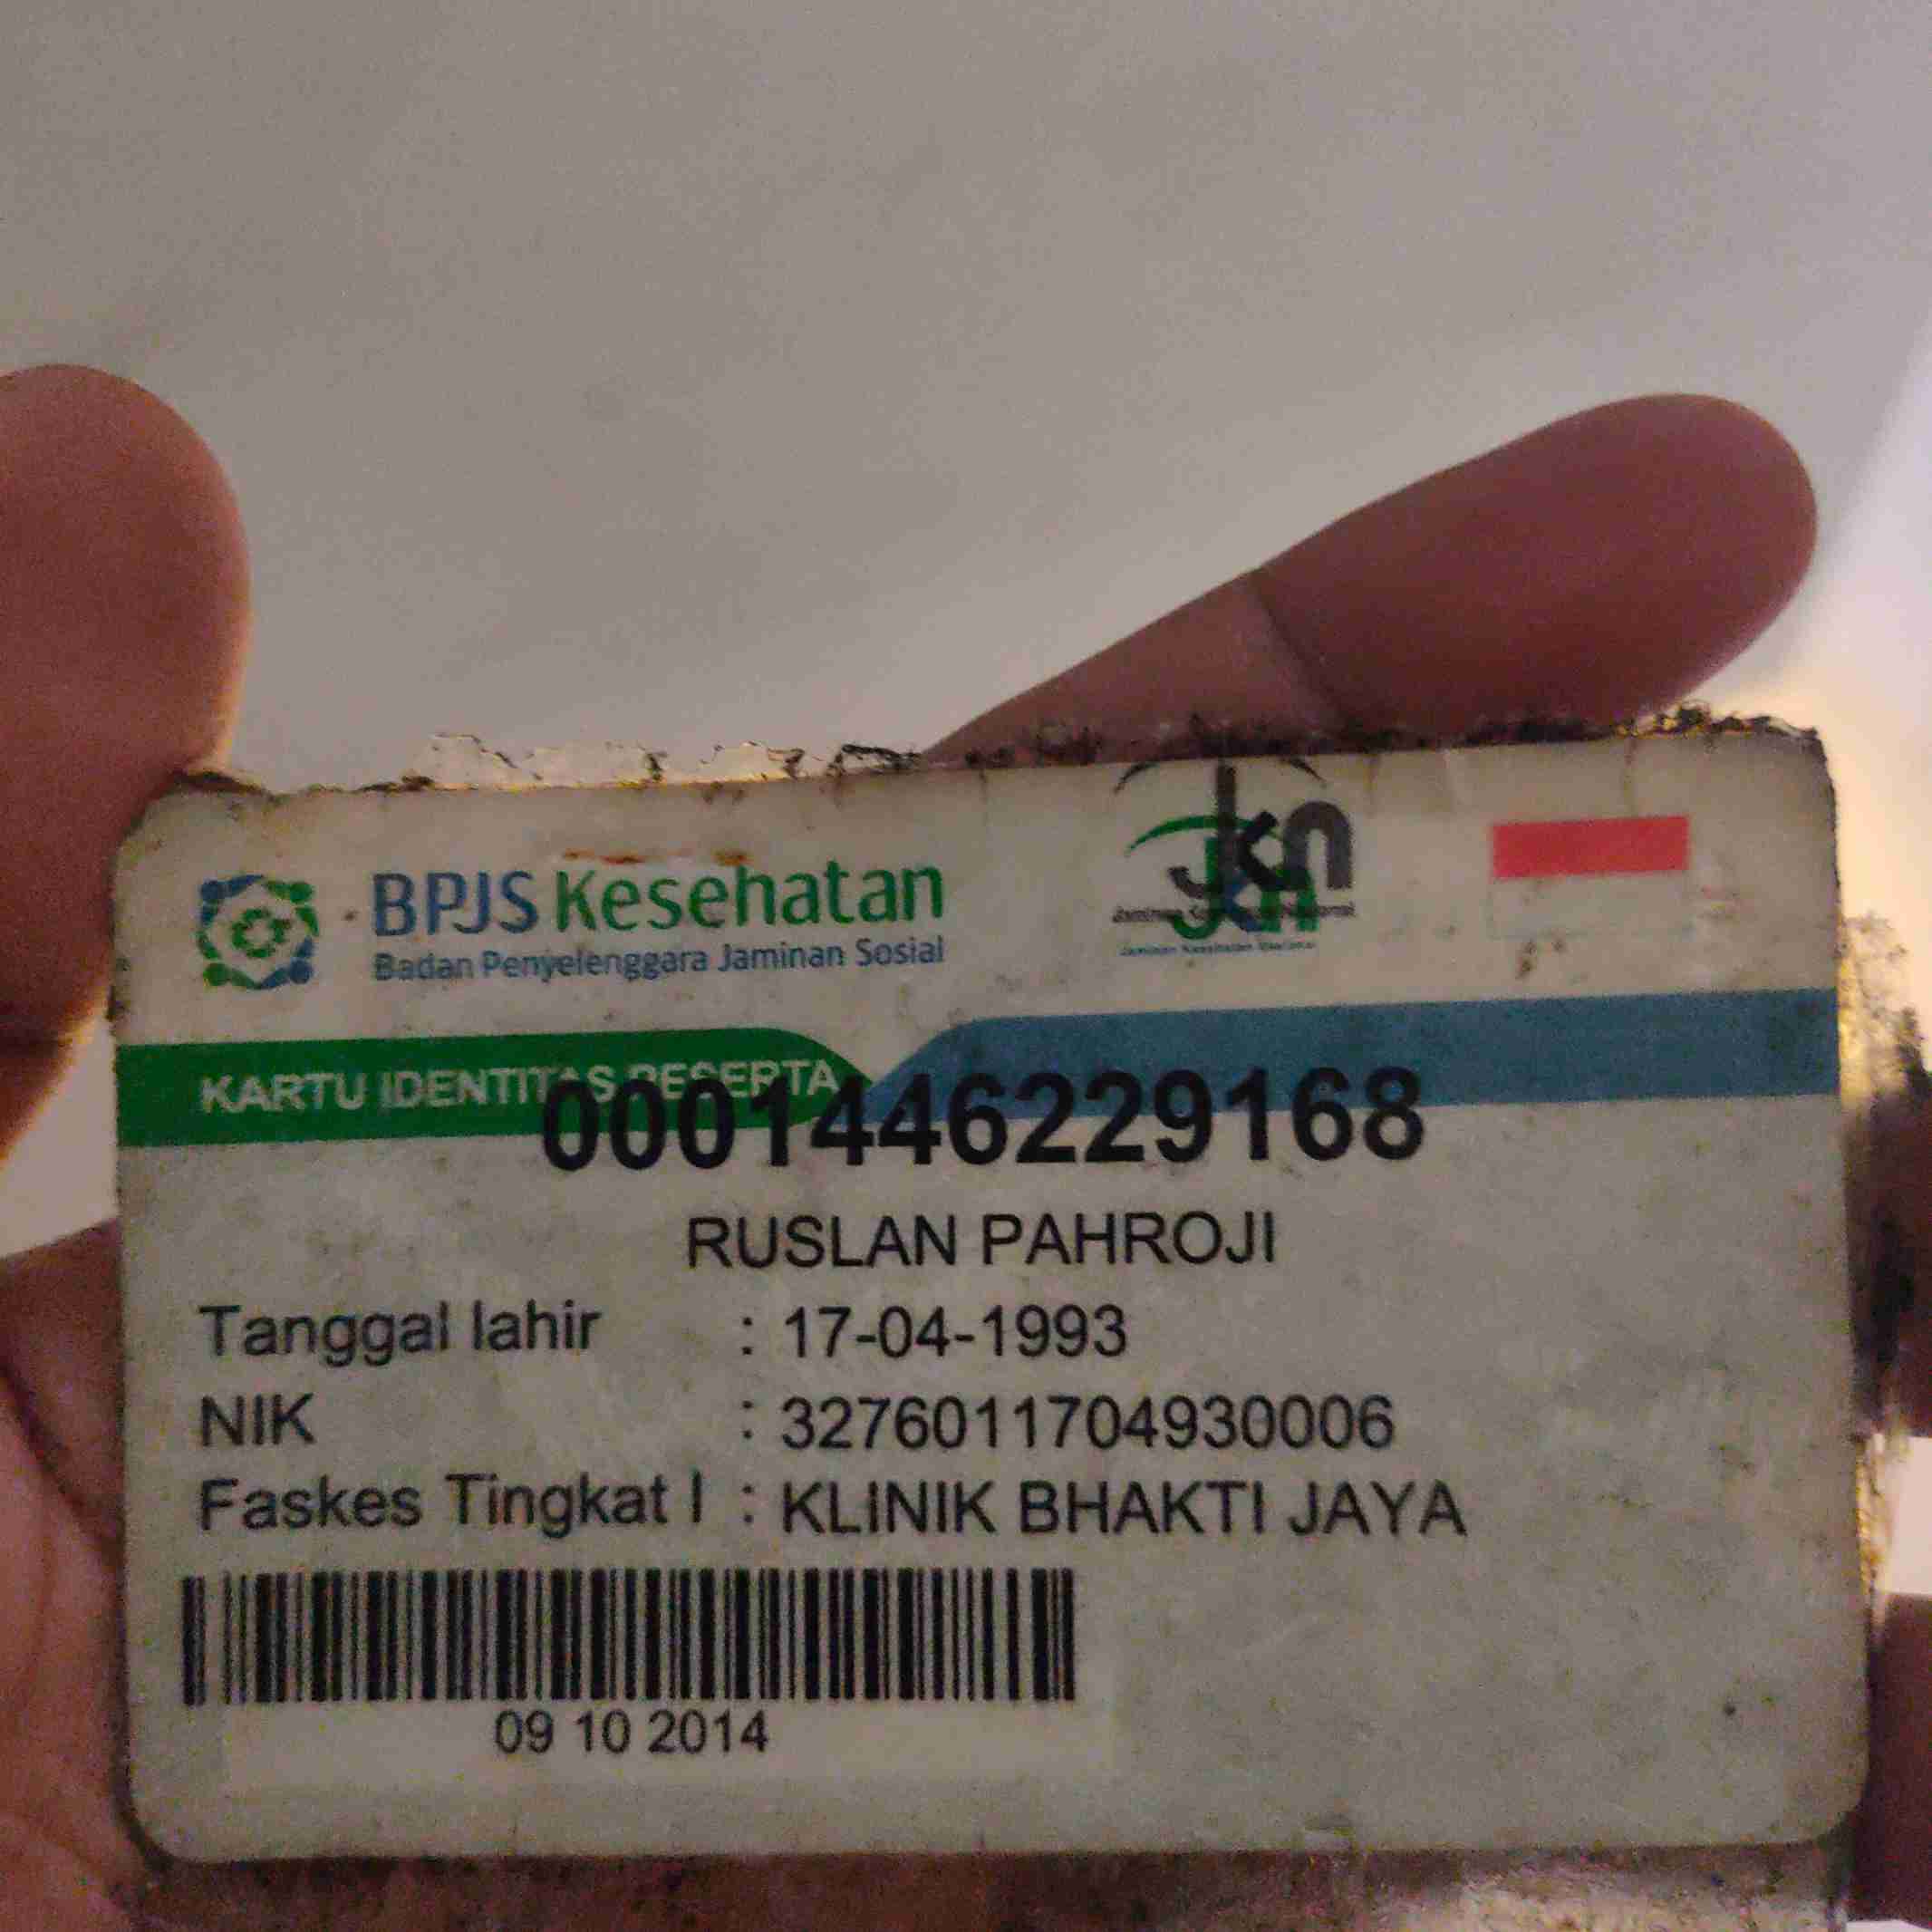 BPJS Kesehatan
Badan Penyelenggara Jaminan Sosial
jkn
KARTU IDENTITAS PESERTA
0001446229168
RUSLAN PAHROJI
Tanggal lahir : 17-04-1993
NIK : 3276011704930006
Faskes Tingkat I : KLINIK BHAKTI JAYA
09 10 2014